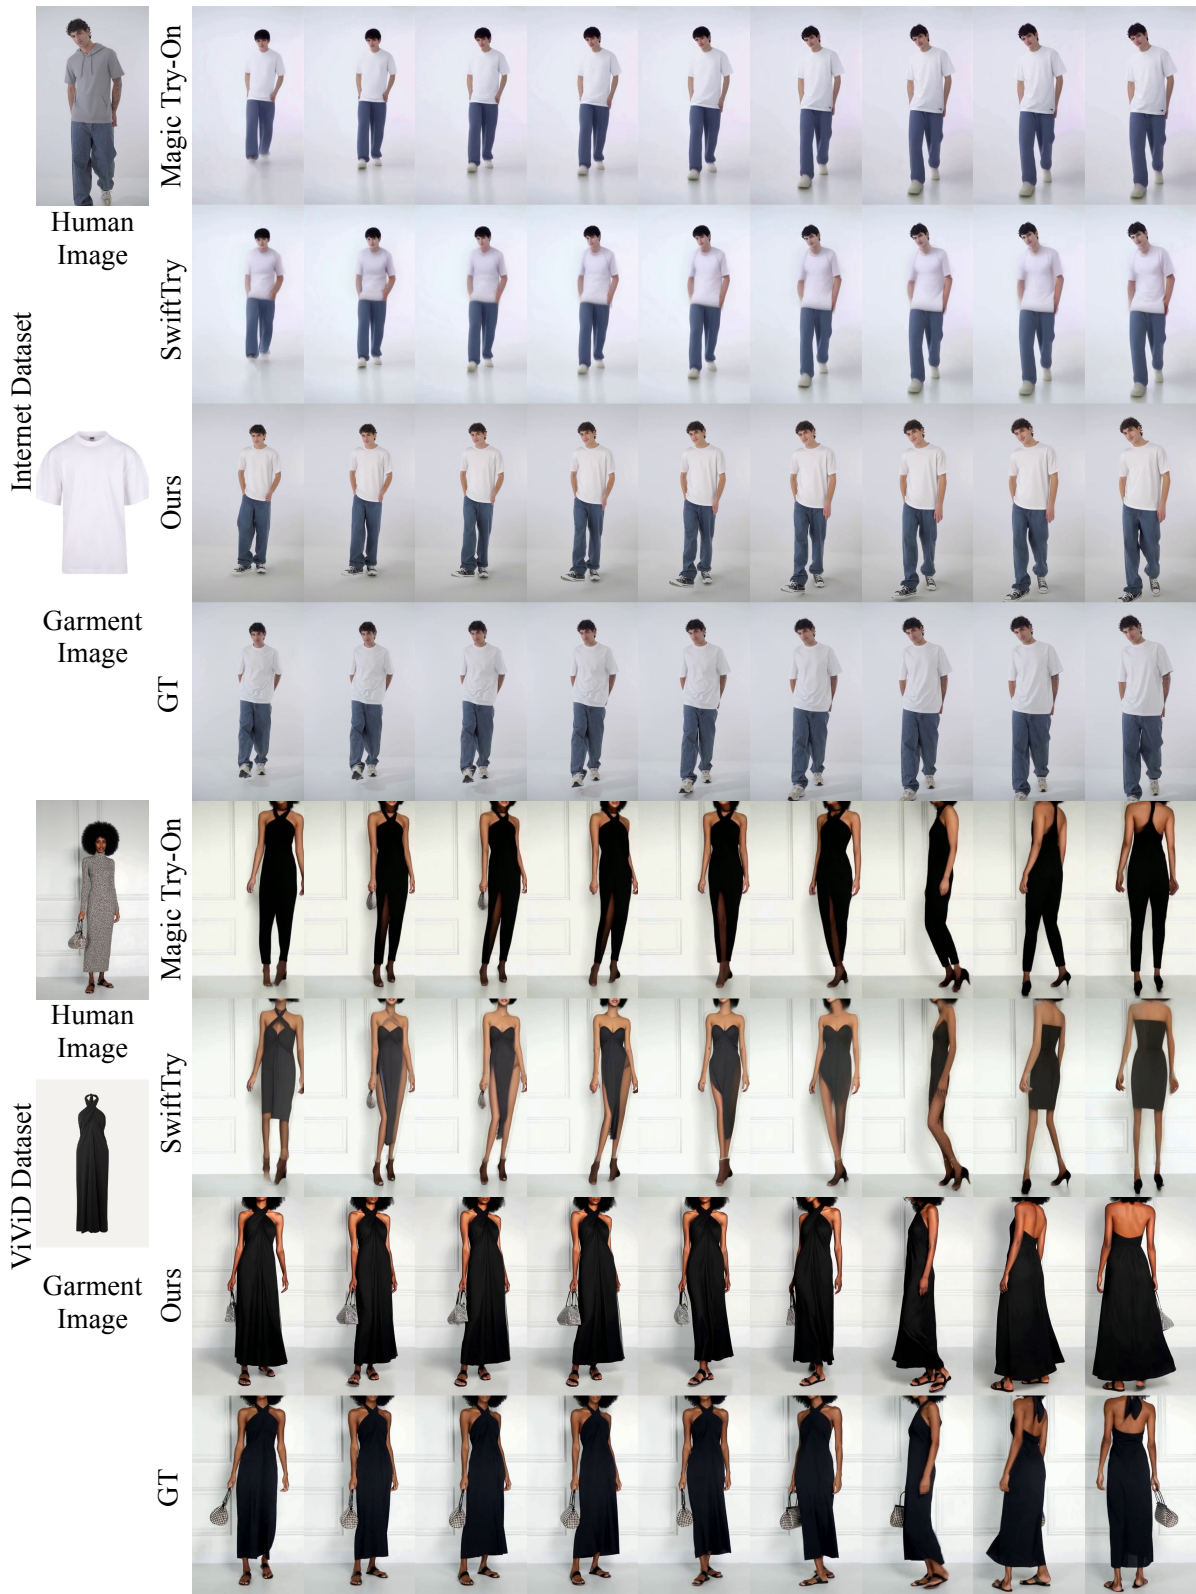 Internet Dataset
Human
Image
Garment
Image
Magic Try-On
SwiftTry
Ours
GT
ViViD Dataset
Human
Image
Garment
Image
Magic Try-On
SwiftTry
Ours
GT